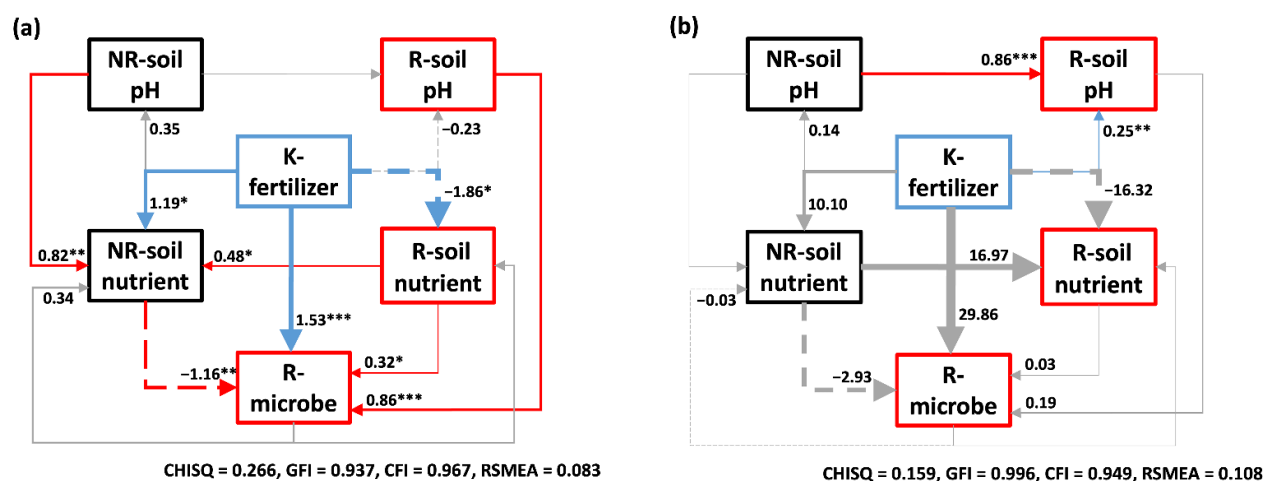 (a)
NR-soil
pH
R-soil
pH
0.35
−0.23
K-
fertilizer
1.19*
−1.86*
0.82**
NR-soil
nutrient
0.48*
R-soil
nutrient
0.34
1.53***
−1.16**
0.32*
R-
microbe
0.86***
CHISQ = 0.266, GFI = 0.937, CFI = 0.967, RSMEA = 0.083
(b)
NR-soil
pH
0.86***
R-soil
pH
0.14
0.25**
K-
fertilizer
10.10
−16.32
NR-soil
nutrient
16.97
R-soil
nutrient
−0.03
29.86
−2.93
0.03
R-
microbe
0.19
CHISQ = 0.159, GFI = 0.996, CFI = 0.949, RSMEA = 0.108